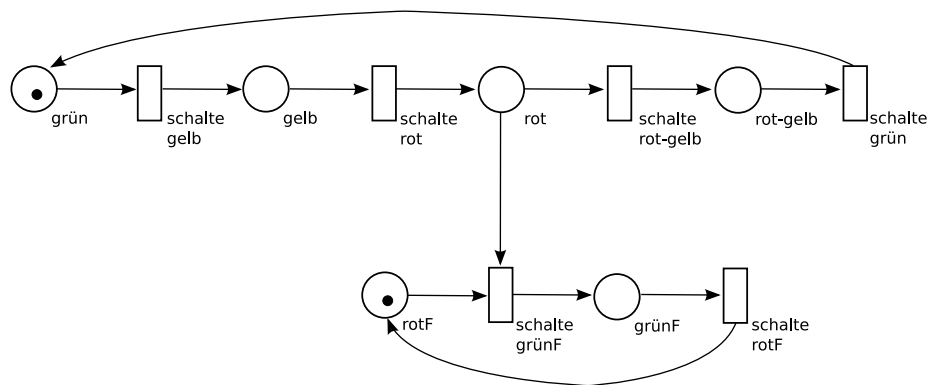 grün
schalte
gelb
gelb
schalte
rot
rot
schalte
rot-gelb
rot-gelb
schalte
grün
rotF
schalte
grünF
grünF
schalte
rotF